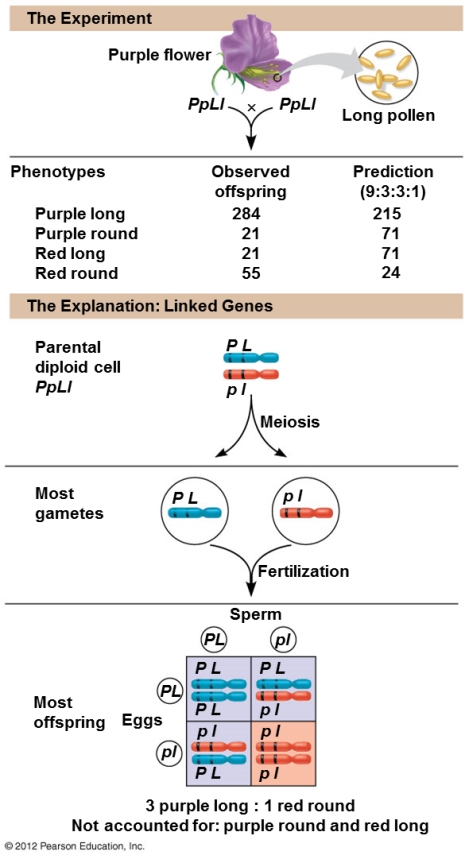 The Experiment
Purple flower
PpLl × PpLl
Long pollen
Phenotypes Observed offspring Prediction (9:3:3:1)
Purple long 284 215
Purple round 21 71
Red long 21 71
Red round 55 24
The Explanation: Linked Genes
Parental
diploid cell
PpLl
P L
p l
Meiosis
Most
gametes
P L
p l
Fertilization
Sperm
PL pl
Most
offspring
Eggs
PL
P L P L
P L p l
pl
p l p l
P L p l
3 purple long : 1 red round
Not accounted for: purple round and red long
© 2012 Pearson Education, Inc.